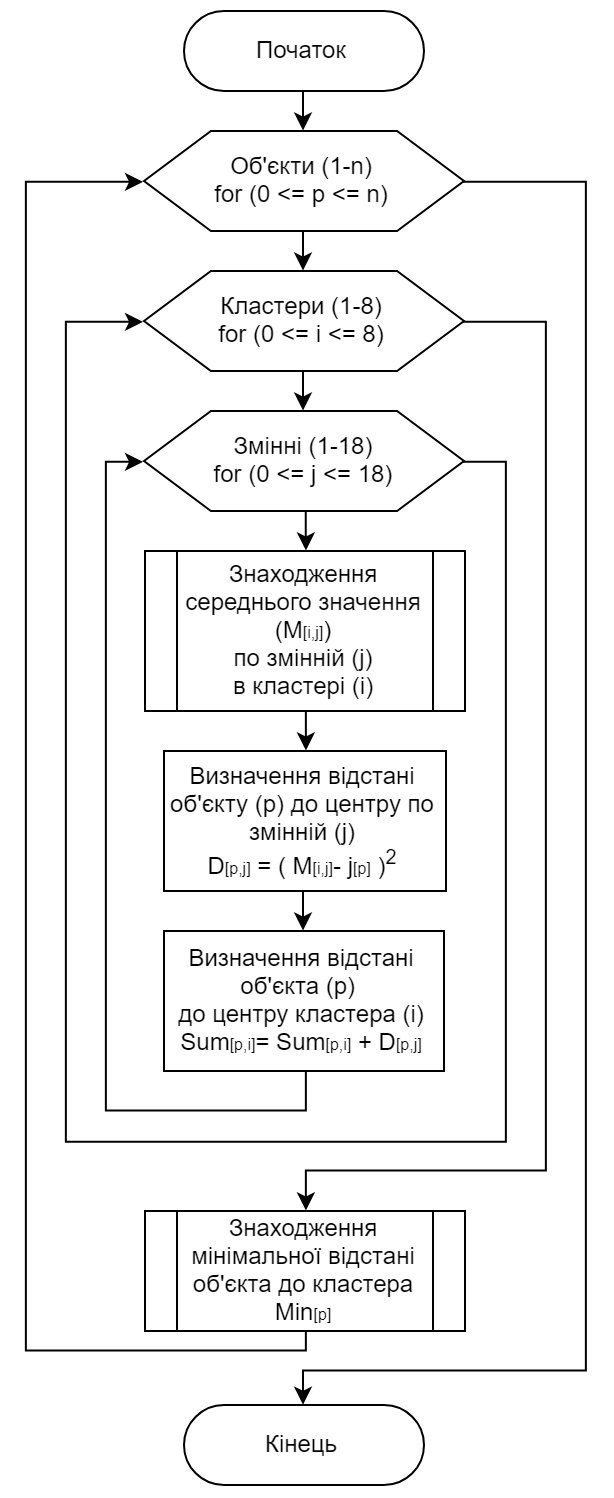 Початок
Об'єкти (1-n)
for (0 <= p <= n)
Кластери (1-8)
for (0 <= i <= 8)
Змінні (1-18)
for (0 <= j <= 18)
Знаходження
середнього значення
(M[i,j])
по змінній (j)
в кластері (i)
Визначення відстані
об'єкту (p) до центру по
змінній (j)
D[p,j] = ( M[i,j]- j[p] )2
Визначення відстані
об'єкта (p)
до центру кластера (i)
Sum[p,i]= Sum[p,i] + D[p,j]
Знаходження
мінімальної відстані
об'єкта до кластера
Min[p]
Кінець